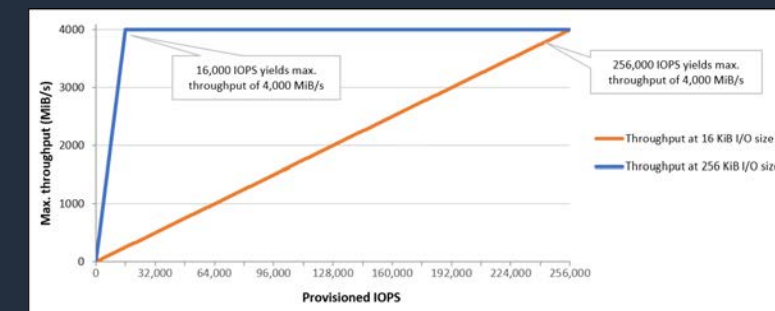 4000
16,000 IOPS yields max.
throughput of 4,000 MiB/s
256,000 IOPS yields max.
throughput of 4,000 MiB/s
3000
Throughput at 16 KiB I/O size
2000
Throughput at 256 KiB I/O size
1000
0
Max. throughput (MiB/s)
0 32,000 64,000 96,000 128,000 160,000 192,000 224,000 256,000
Provisioned IOPS